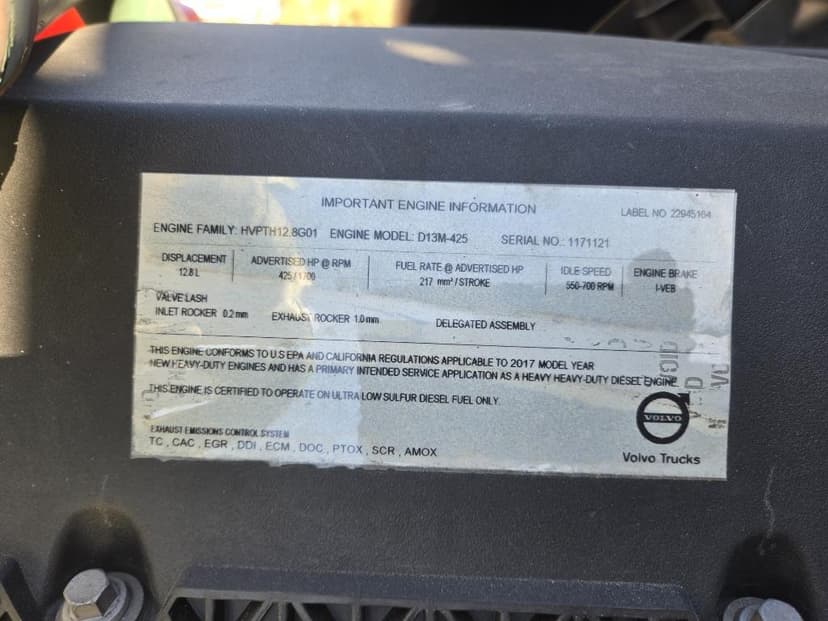 IMPORTANT ENGINE INFORMATION
LABEL NO 22945164
ENGINE FAMILY: HVPTH12.8G01 ENGINE MODEL: D13M-425 SERIAL NO.: 1171121
DISPLACEMENT ADVERTISED HP @ RPM FUEL RATE @ ADVERTISED HP IDLE SPEED ENGINE BRAKE
12.8 L 425 / 1700 217 mm³ / STROKE 550-700 RPM I-VEB
VALVE LASH
INLET ROCKER 0.2 mm EXHAUST ROCKER 1.0 mm DELEGATED ASSEMBLY
THIS ENGINE CONFORMS TO U.S EPA AND CALIFORNIA REGULATIONS APPLICABLE TO 2017 MODEL YEAR
NEW HEAVY-DUTY ENGINES AND HAS A PRIMARY INTENDED SERVICE APPLICATION AS A HEAVY HEAVY-DUTY DIESEL ENGINE.
THIS ENGINE IS CERTIFIED TO OPERATE ON ULTRA LOW SULFUR DIESEL FUEL ONLY.
VOLVO
EXHAUST EMISSIONS CONTROL SYSTEM
TC , CAC , EGR , DDI , ECM , DOC , PTOX , SCR , AMOX
Volvo Trucks